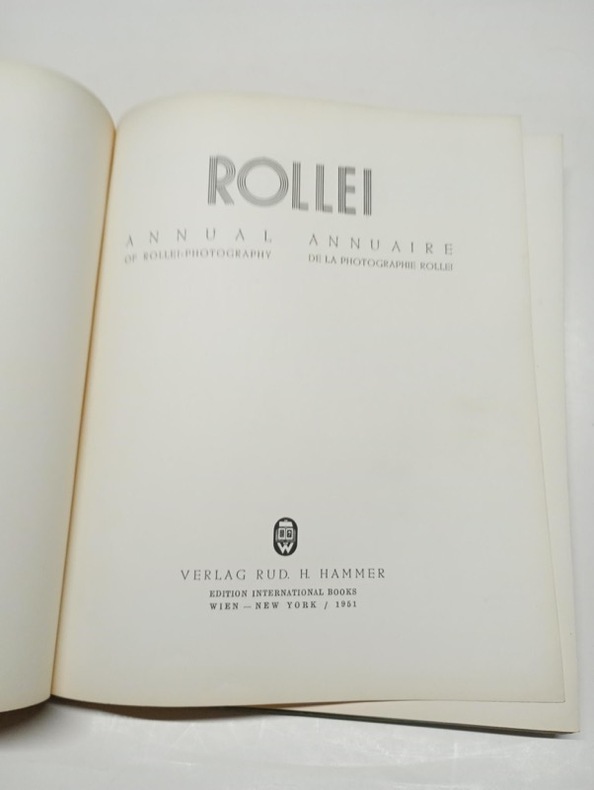 ROLLEI
ANNUAL
OF ROLLEI-PHOTOGRAPHY
ANNUAIRE
DE LA PHOTOGRAPHIE ROLLEI
W
VERLAG RUD. H. HAMMER
EDITION INTERNATIONAL BOOKS
WIEN — NEW YORK / 1951